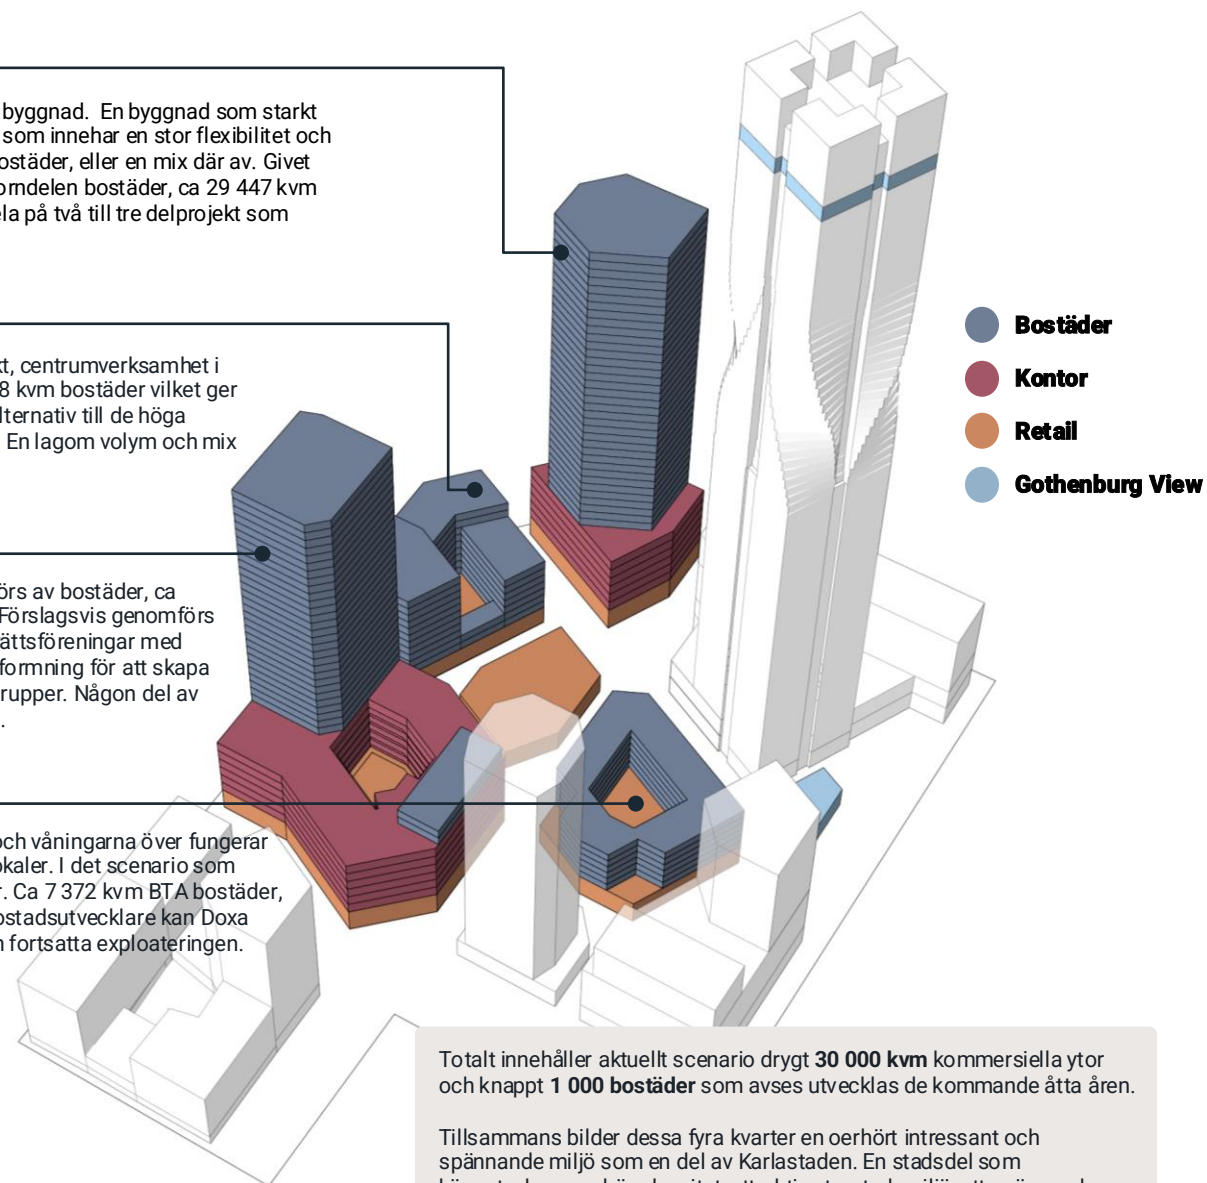 byggnad. En byggnad som starkt
som innehar en stor flexibilitet och
ostäder, eller en mix där av. Givet
orndelen bostäder, ca 29 447 kvm
ela på två till tre delprojekt som
kt, centrumverksamhet i
8 kvm bostäder vilket ger
lternativ till de höga
En lagom volym och mix
örs av bostäder, ca
Förslagsvis genomförs
rättsföreningar med
formning för att skapa
rupper. Någon del av
.
och våningarna över fungerar
okaler. I det scenario som
r. Ca 7 372 kvm BTA bostäder,
ostadsutvecklare kan Doxa
n fortsatta exploateringen.
Bostäder
Kontor
Retail
Gothenburg View
Totalt innehåller aktuellt scenario drygt 30 000 kvm kommersiella ytor
och knappt 1 000 bostäder som avses utvecklas de kommande åtta åren.
Tillsammans bilder dessa fyra kvarter en oerhört intressant och
spännande miljö som en del av Karlastaden. En stadsdel som